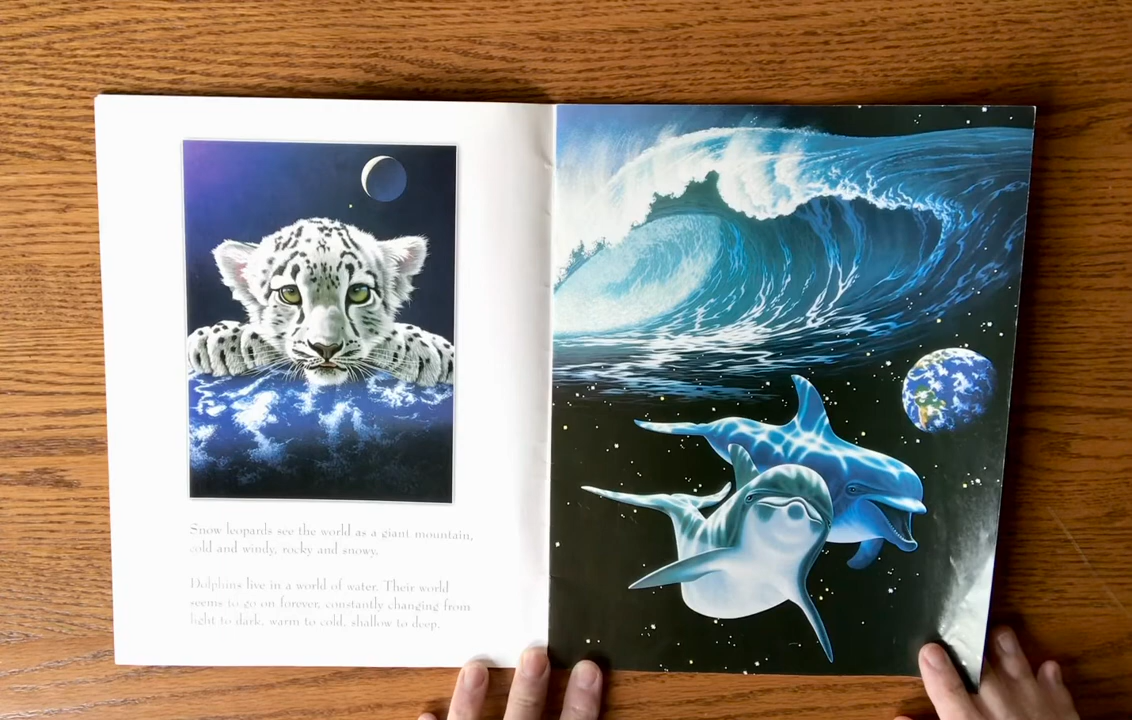 Snow leopards see the world as a giant mountain,
cold and windy, rocky and snowy.
Dolphins live in a world of water. Their world
seems to go on forever, constantly changing from
light to dark, warm to cold, shallow to deep.